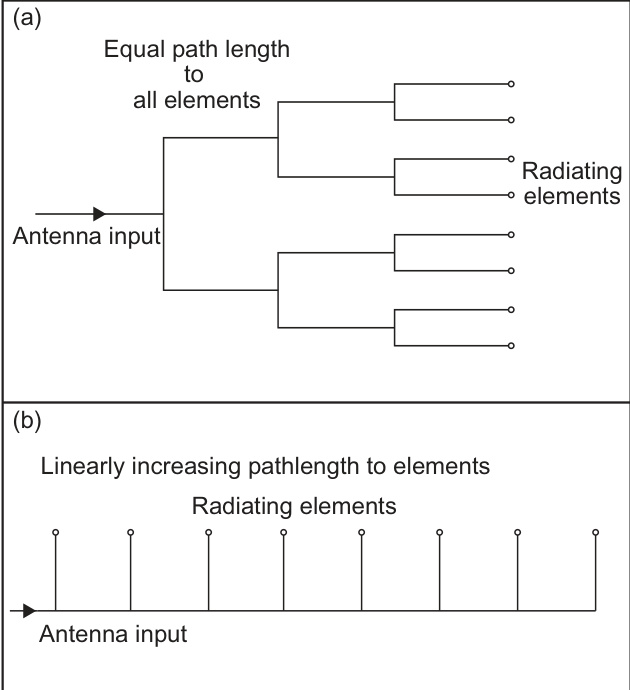 (a)
Equal path length
to
all elements
Radiating
elements
Antenna input
(b)
Linearly increasing pathlength to elements
Radiating elements
Antenna input